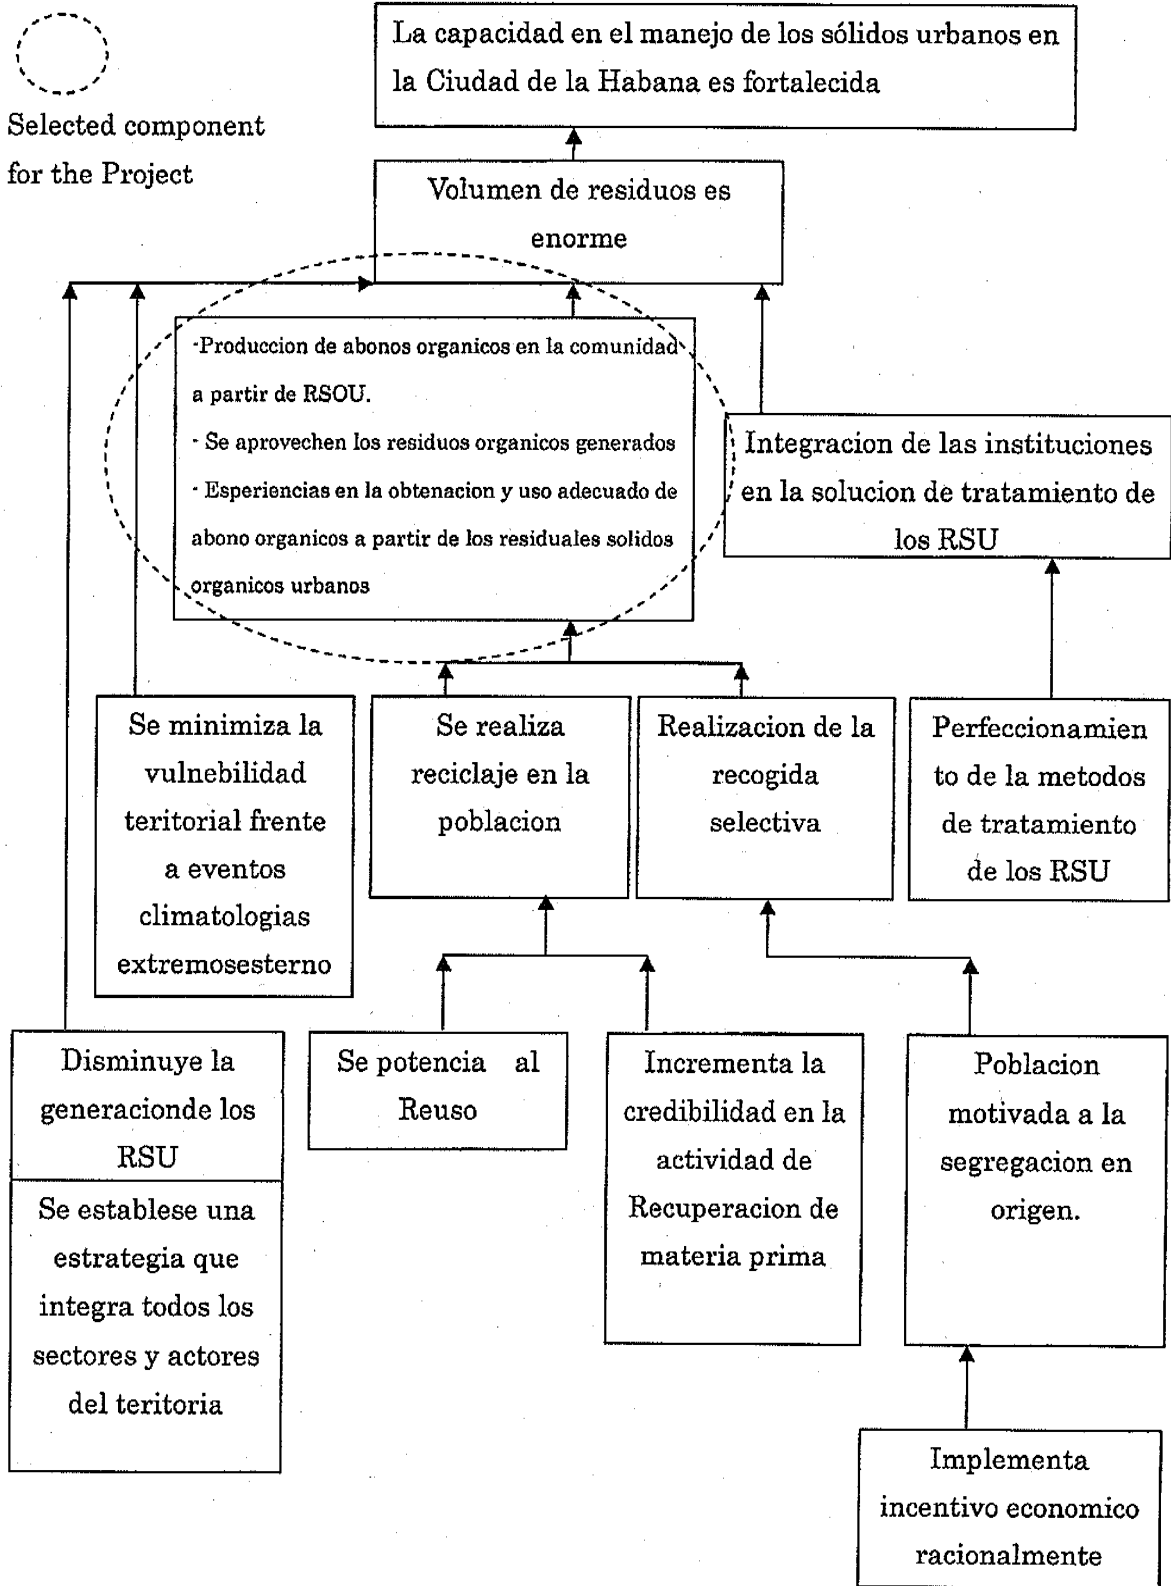 La capacidad en el manejo de los sólidos urbanos en
la Ciudad de la Habana es fortalecida
Selected component
for the Project
Volumen de residuos es
enorme
-Produccion de abonos organicos en la comunidad
a partir de RSOU.
- Se aprovechen los residuos organicos generados
- Esperiencias en la obtenacion y uso adecuado de
abono organicos a partir de los residuales solidos
organicos urbanos
Integracion de las instituciones
en la solucion de tratamiento de
los RSU
Se minimiza la
vulnebilidad
teritorial frente
a eventos
climatologias
extremosesterno
Se realiza
reciclaje en la
poblacion
Realizacion de la
recogida
selectiva
Perfeccionamien
to de la metodos
de tratamiento
de los RSU
Disminuye la
generacionde los
RSU
Se establese una
estrategia que
integra todos los
sectores y actores
del teritoria
Se potencia al
Reuso
Incrementa la
credibilidad en la
actividad de
Recuperacion de
materia prima
Poblacion
motivada a la
segregacion en
origen.
Implementa
incentivo economico
racionalmente